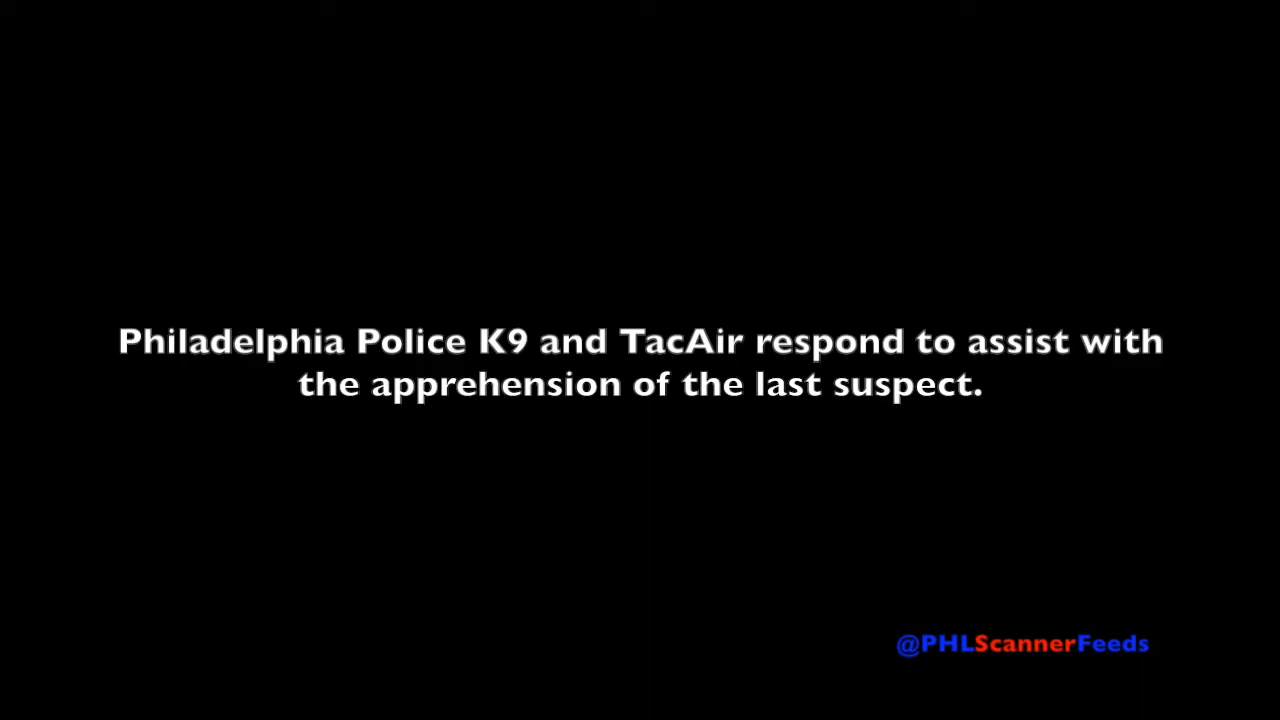 Philadelphia Police K9 and TacAir respond to assist with
the apprehension of the last suspect.
@PHLScannerFeeds